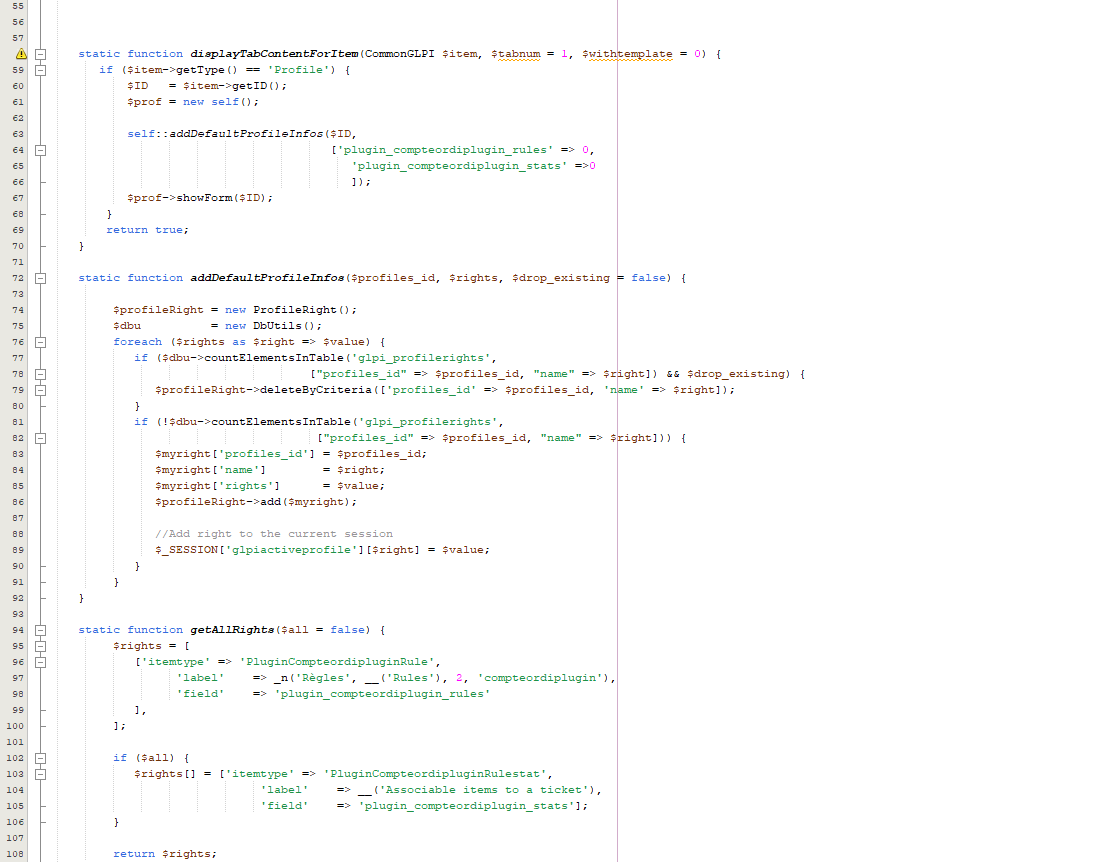 55
56
57
static function displayTabContentForItem(CommonGLPI $item, $tabnum = 1, $withtemplate = 0) {
59 if ($item->getType() == 'Profile') {
60 $ID = $item->getID();
61 $prof = new self();
62
63 self::addDefaultProfileInfos($ID,
64 ['plugin_compteordiplugin_rules' => 0,
65 'plugin_compteordiplugin_stats' =>0
66 ]);
67 $prof->showForm($ID);
68 }
69 return true;
70 }
71
72 static function addDefaultProfileInfos($profiles_id, $rights, $drop_existing = false) {
73
74 $profileRight = new ProfileRight();
75 $dbu = new DbUtils();
76 foreach ($rights as $right => $value) {
77 if ($dbu->countElementsInTable('glpi_profilerights',
78 ["profiles_id" => $profiles_id, "name" => $right]) && $drop_existing) {
79 $profileRight->deleteByCriteria(['profiles_id' => $profiles_id, 'name' => $right]);
80 }
81 if (!$dbu->countElementsInTable('glpi_profilerights',
82 ["profiles_id" => $profiles_id, "name" => $right])) {
83 $myright['profiles_id'] = $profiles_id;
84 $myright['name'] = $right;
85 $myright['rights'] = $value;
86 $profileRight->add($myright);
87
88 //Add right to the current session
89 $_SESSION['glpiactiveprofile'][$right] = $value;
90 }
91 }
92 }
93
94 static function getAllRights($all = false) {
95 $rights = [
96 ['itemtype' => 'PluginCompteordipluginRule',
97 'label' => _n('Règles', __('Rules'), 2, 'compteordiplugin'),
98 'field' => 'plugin_compteordiplugin_rules'
99 ],
100 ];
101
102 if ($all) {
103 $rights[] = ['itemtype' => 'PluginCompteordipluginRulestat',
104 'label' => __('Associable items to a ticket'),
105 'field' => 'plugin_compteordiplugin_stats'];
106 }
107
108 return $rights;